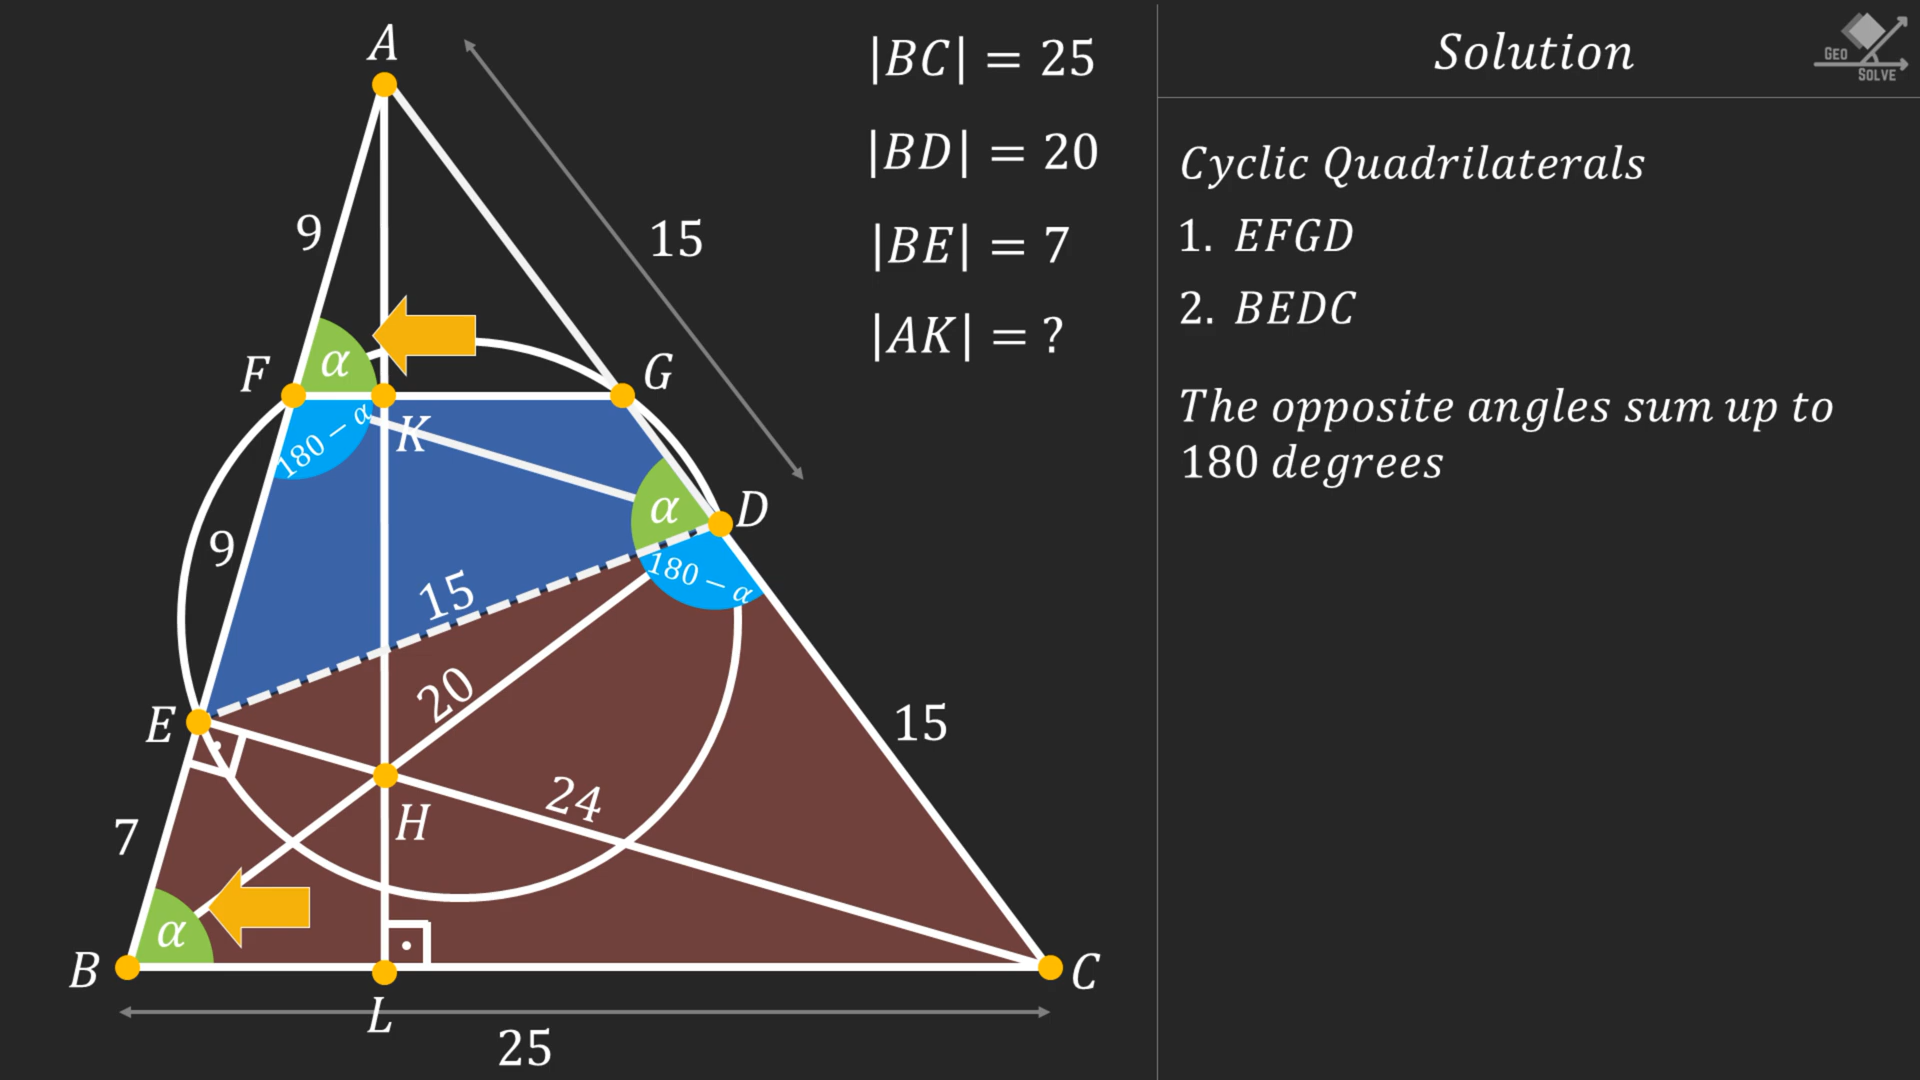 A
|BC| = 25
Solution
GEO
SOLVE
|BD| = 20
Cyclic Quadrilaterals
9
15
|BE| = 7
1. EFGD
2. BEDC
|AK| = ?
α
F
G
The opposite angles sum up to
180 degrees
180 − α
K
α
D
9
15
180 − α
20
E
15
24
7
H
α
B
C
L
25